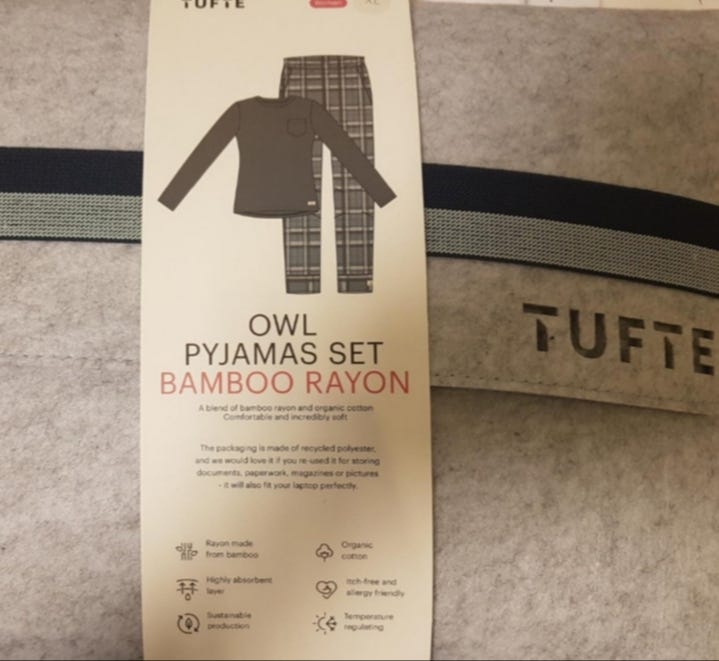 TUFTE
Women XL
OWL
PYJAMAS SET
BAMBOO RAYON
A blend of bamboo rayon and organic cotton
Comfortable and incredibly soft
The packaging is made of recycled polyester,
and we would love it if you re-used it for storing
documents, paperwork, magazines or pictures
- it will also fit your laptop perfectly.
Rayon made
from bamboo
Organic
cotton
Highly absorbent
layer
Itch-free and
allergy friendly
Sustainable
production
Temperature
regulating
TUFTE